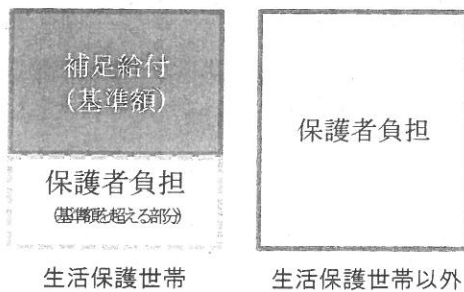 補足給付
(基準額)
保護者負担
(基準額を超える部分)
生活保護世帯
保護者負担
生活保護世帯以外